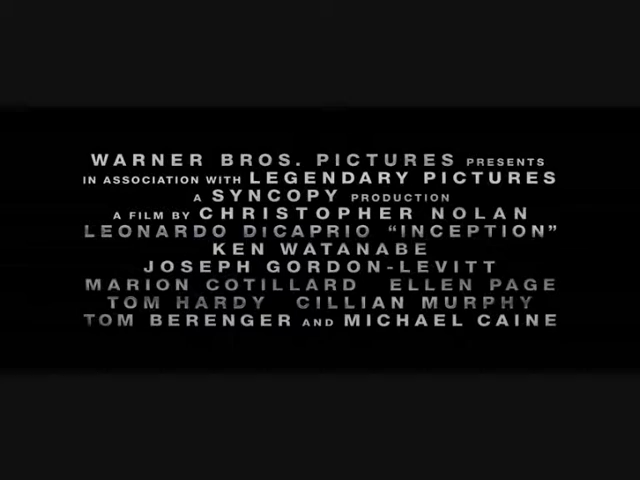 WARNER BROS. PICTURES PRESENTS
IN ASSOCIATION WITH LEGENDARY PICTURES
A SYNCOPY PRODUCTION
A FILM BY CHRISTOPHER NOLAN
LEONARDO DiCAPRIO “INCEPTION”
KEN WATANABE
JOSEPH GORDON-LEVITT
MARION COTILLARD ELLEN PAGE
TOM HARDY CILLIAN MURPHY
TOM BERENGER AND MICHAEL CAINE